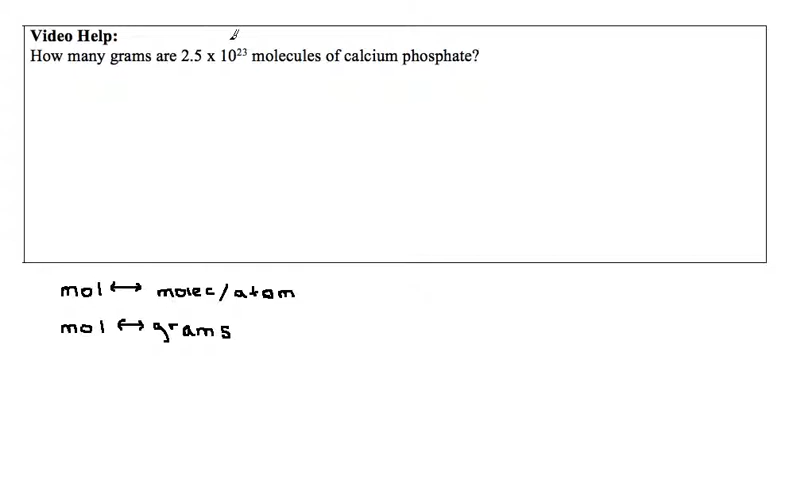 Video Help:
How many grams are 2.5 x 10²³ molecules of calcium phosphate?
mol ↔ molec/atom
mol ↔ grams